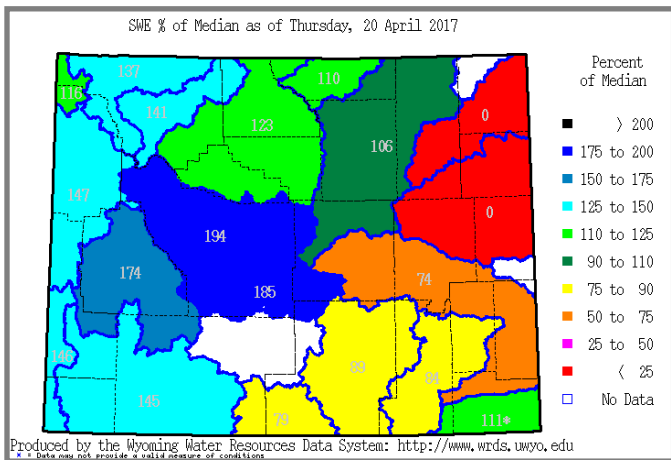 SWE % of Median as of Thursday, 20 April 2017
Percent
of Median
> 200
175 to 200
150 to 175
125 to 150
110 to 125
90 to 110
75 to 90
50 to 75
25 to 50
< 25
No Data
137
116
141
110
123
106
0
147
0
194
174
185
74
146
89
84
145
79
111*
Produced by the Wyoming Water Resources Data System: http://www.wrds.uwyo.edu
* = Data may not provide a valid measure of conditions